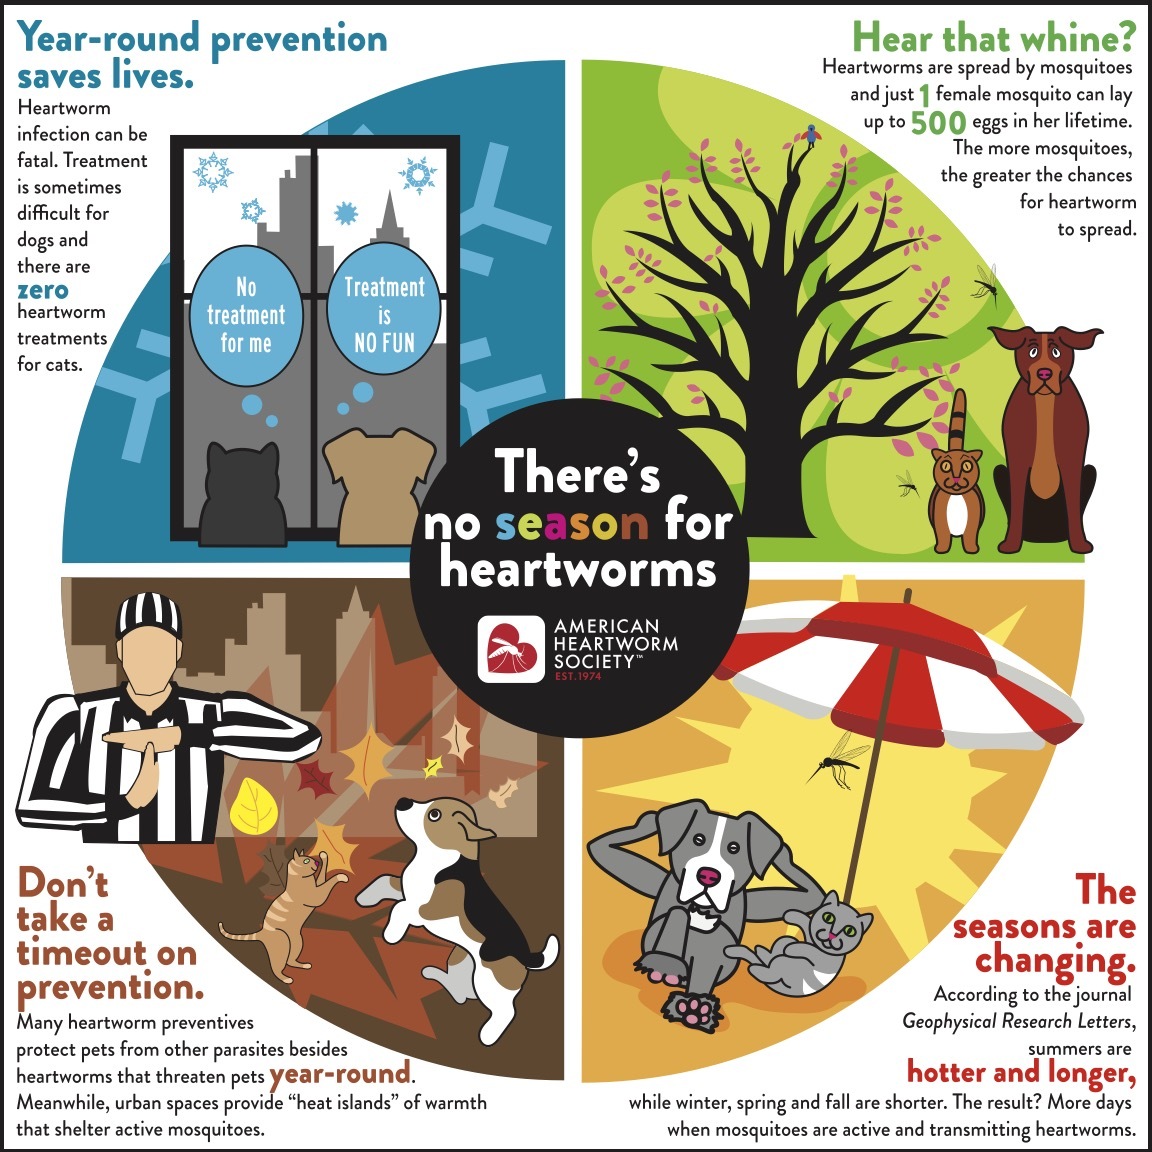 Year-round prevention
saves lives.
Heartworm
infection can be
fatal. Treatment
is sometimes
difficult for
dogs and
there are
zero
heartworm
treatments
for cats.
No
treatment
for me
Treatment
is
NO FUN
Hear that whine?
Heartworms are spread by mosquitoes
and just 1 female mosquito can lay
up to 500 eggs in her lifetime.
The more mosquitoes,
the greater the chances
for heartworm
to spread.
There's
no season for
heartworms
AMERICAN
HEARTWORM
SOCIETY™
EST. 1974
Don't
take a
timeout on
prevention.
Many heartworm preventives
protect pets from other parasites besides
heartworms that threaten pets year-round.
Meanwhile, urban spaces provide "heat islands" of warmth
that shelter active mosquitoes.
The
seasons are
changing.
According to the journal
Geophysical Research Letters,
summers are
hotter and longer,
while winter, spring and fall are shorter. The result? More days
when mosquitoes are active and transmitting heartworms.